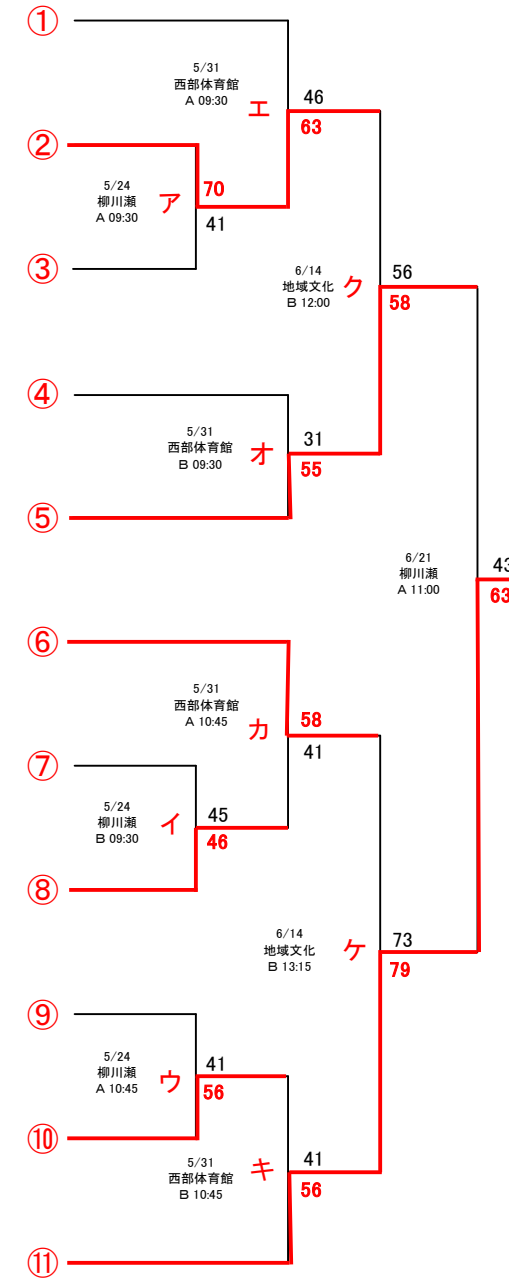 ①
5/31
西部体育館
A 09:30
エ
46
63
②
5/24
柳川瀬
A 09:30
ア
70
41
③
6/14
地域文化
B 12:00
ク
56
58
④
5/31
西部体育館
B 09:30
オ
31
55
⑤
6/21
柳川瀬
A 11:00
43
63
⑥
5/31
西部体育館
A 10:45
カ
58
41
⑦
5/24
柳川瀬
B 09:30
イ
45
46
⑧
6/14
地域文化
B 13:15
ケ
73
79
⑨
5/24
柳川瀬
A 10:45
ウ
41
56
⑩
5/31
西部体育館
B 10:45
キ
41
56
⑪